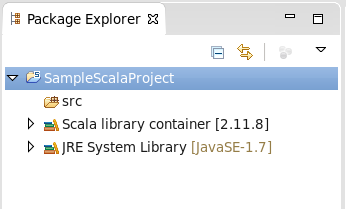 Package Explorer
SampleScalaProject
src
Scala library container [2.11.8]
JRE System Library [JavaSE-1.7]